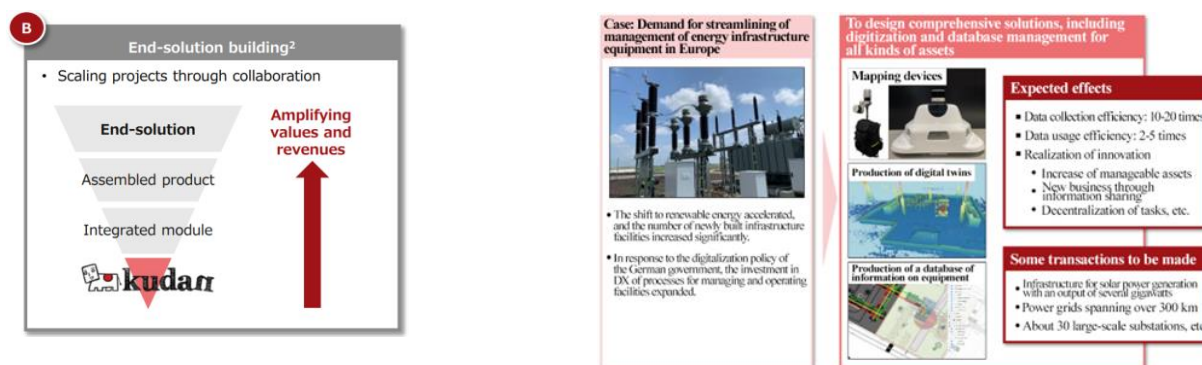 B
End-solution building²
• Scaling projects through collaboration
End-solution
Assembled product
Integrated module
kudan
Amplifying
values and
revenues
Case: Demand for streamlining of
management of energy infrastructure
equipment in Europe
• The shift to renewable energy accelerated,
and the number of newly built infrastructure
facilities increased significantly.
• In response to the digitalization policy of
the German government, the investment in
DX of processes for managing and operating
facilities expanded.
To design comprehensive solutions, including
digitization and database management for
all kinds of assets
Mapping devices
Production of digital twins
Production of a database of
information on equipment
Expected effects
▪ Data collection efficiency: 10-20 times
▪ Data usage efficiency: 2-5 times
▪ Realization of innovation
• Increase of manageable assets
• New business through
information sharing
• Decentralization of tasks, etc.
Some transactions to be made
• Infrastructure for solar power generation
with an output of several gigawatts
• Power grids spanning over 300 km
• About 30 large-scale substations, etc